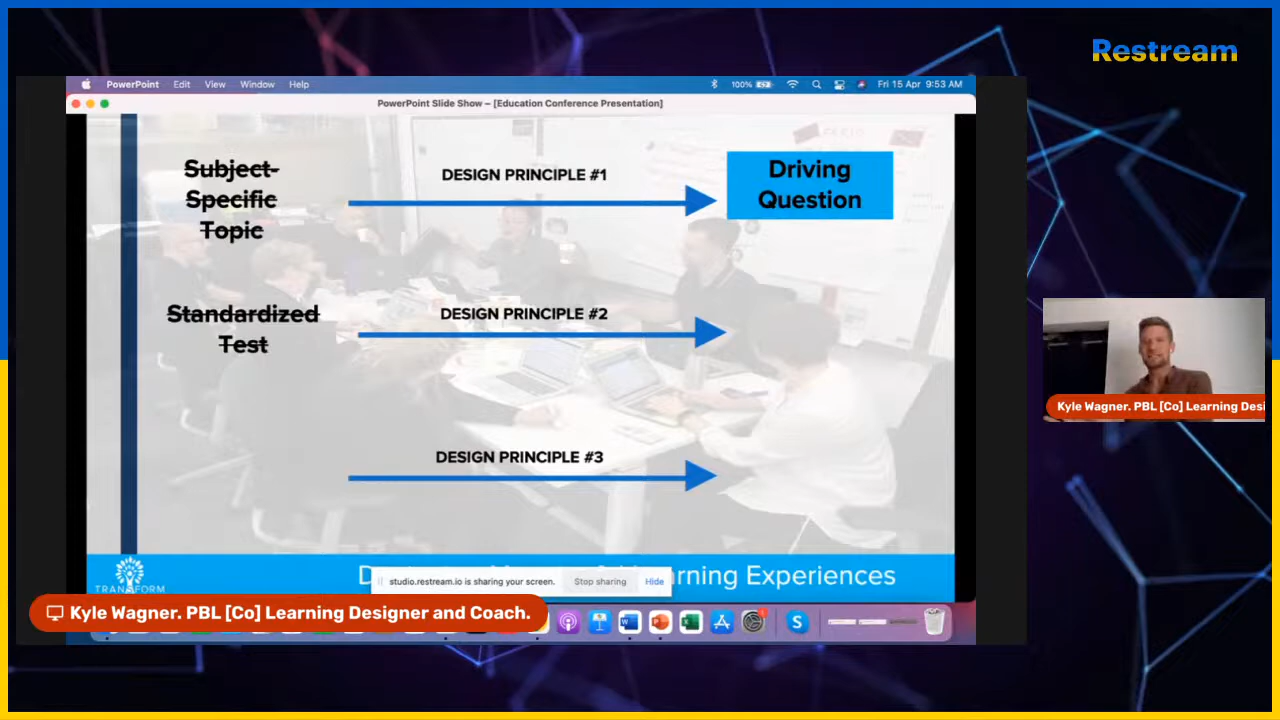 Restream
PowerPoint Edit View Window Help
100% Fri 15 Apr 9:53 AM
PowerPoint Slide Show – [Education Conference Presentation]
Subject-
Specific
Topic
DESIGN PRINCIPLE #1
Driving
Question
Standardized
Test
DESIGN PRINCIPLE #2
DESIGN PRINCIPLE #3
Learning Experiences
studio.restream.io is sharing your screen. Stop sharing Hide
TRANSFORM
Kyle Wagner. PBL [Co] Learning Designer and Coach.
Kyle Wagner. PBL [Co] Learning Desi